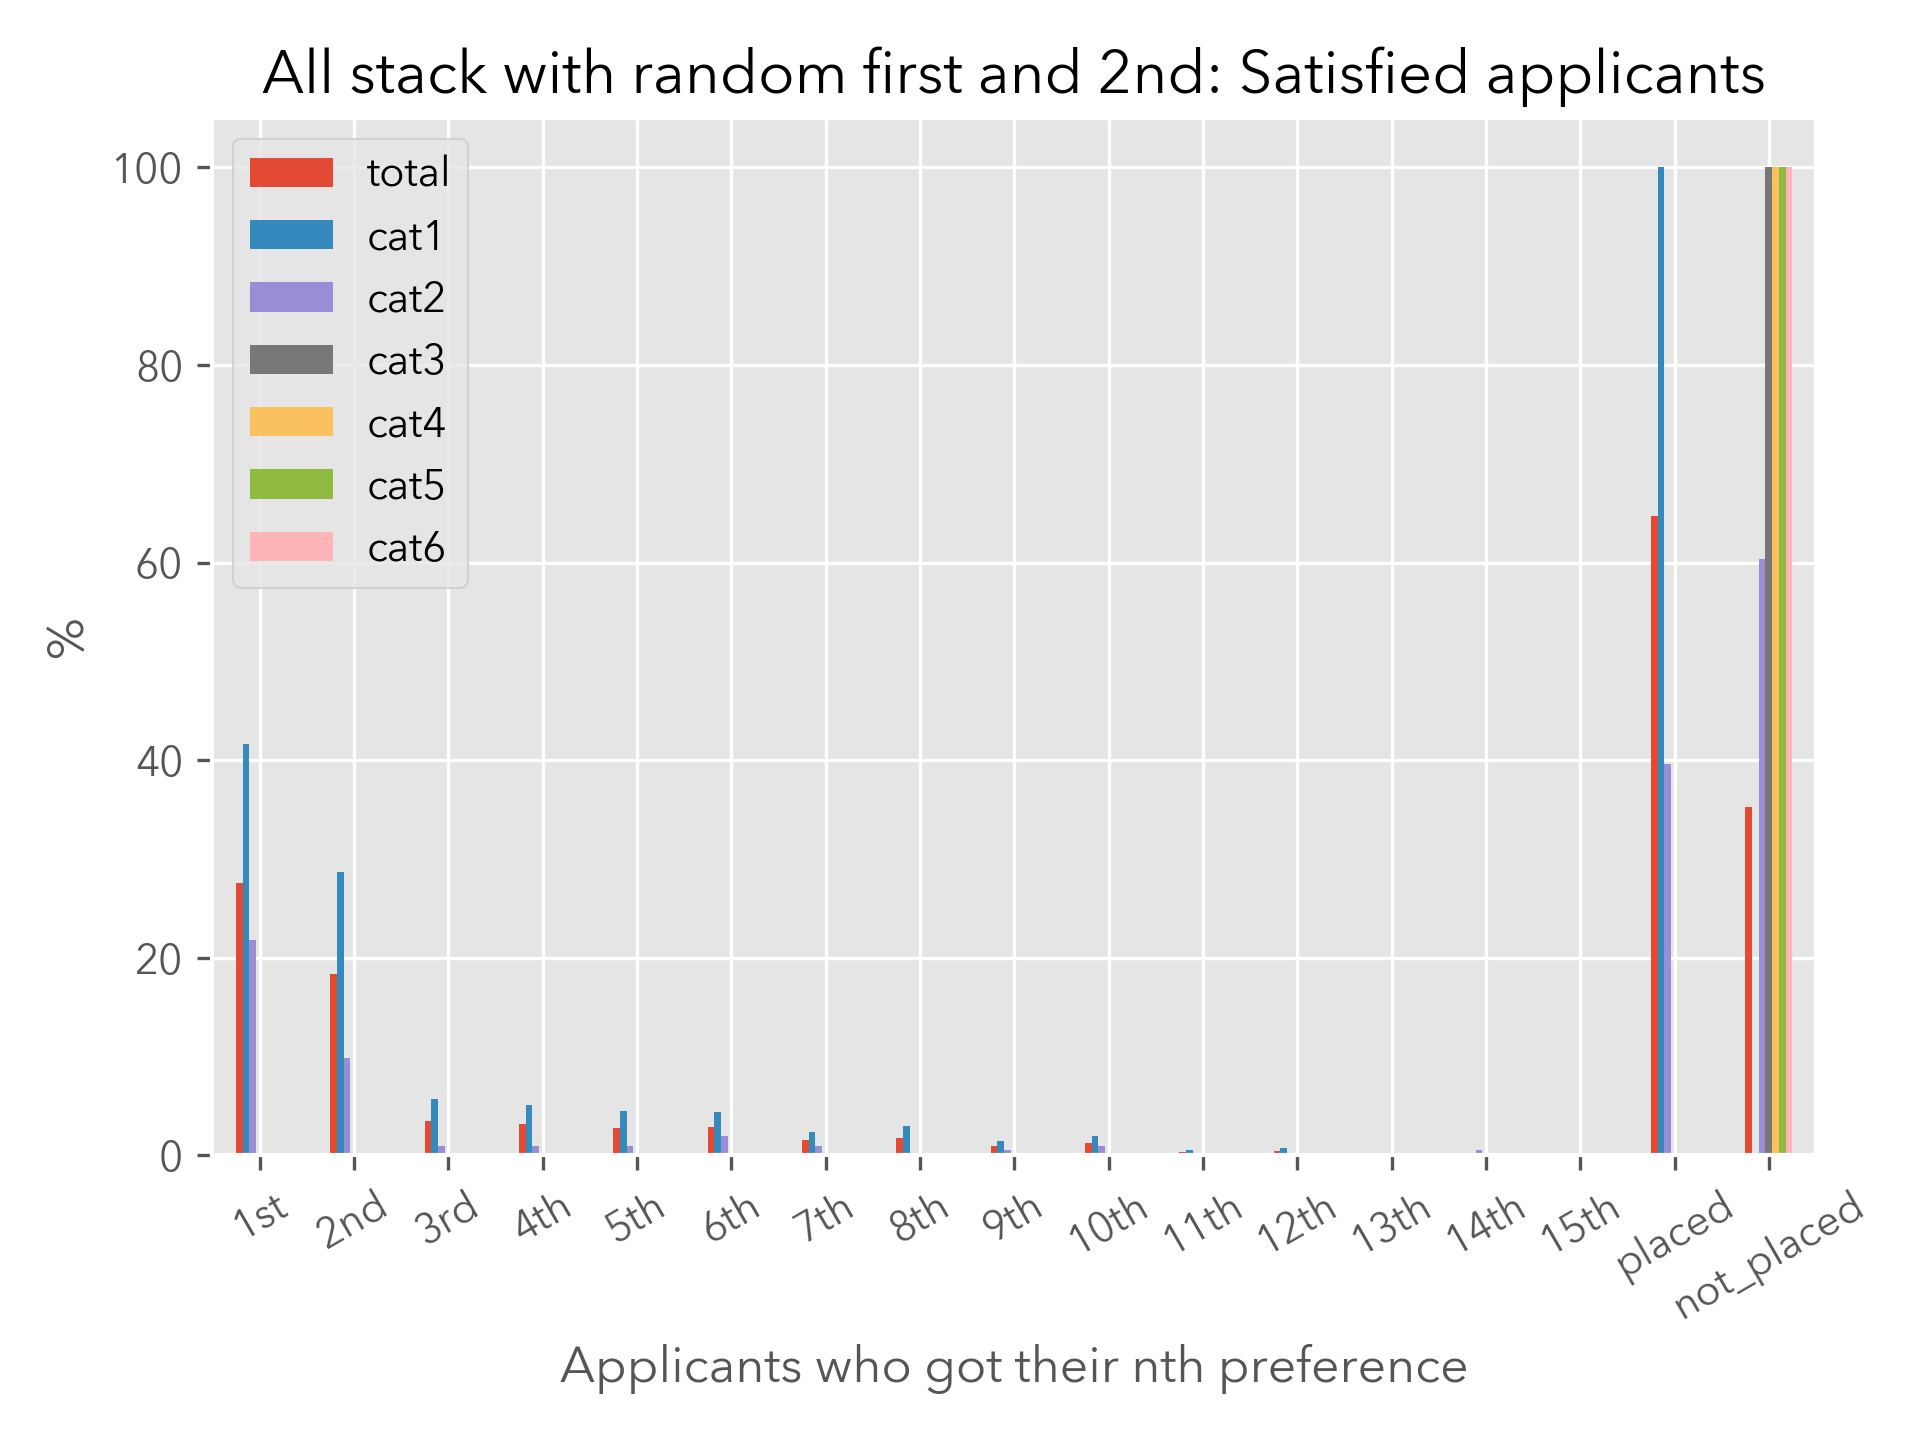 All stack with random first and 2nd: Satisfied applicants
total
cat1
cat2
cat3
cat4
cat5
cat6
100
80
60
40
20
0
%
1st 2nd 3rd 4th 5th 6th 7th 8th 9th 10th 11th 12th 13th 14th 15th placed not_placed
Applicants who got their nth preference